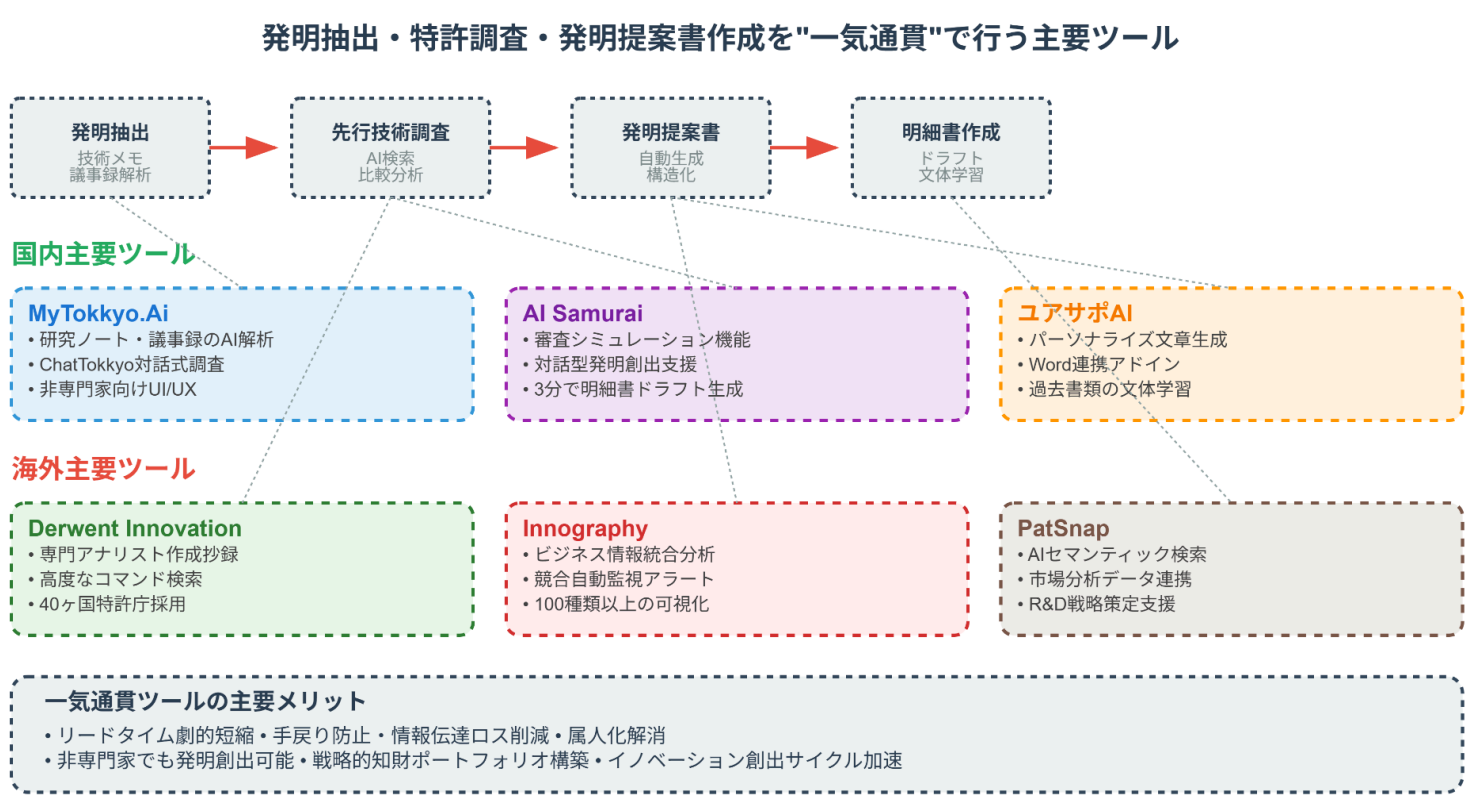 発明抽出・特許調査・発明提案書作成を"一気通貫"で行う主要ツール
発明抽出
技術メモ
議事録解析
先行技術調査
AI検索
比較分析
発明提案書
自動生成
構造化
明細書作成
ドラフト
文体学習
国内主要ツール
MyTokkyo.Ai
• 研究ノート・議事録のAI解析
• ChatTokkyo対話式調査
• 非専門家向けUI/UX
AI Samurai
• 審査シミュレーション機能
• 対話型発明創出支援
• 3分で明細書ドラフト生成
ユアサポAI
• パーソナライズ文章生成
• Word連携アドイン
• 過去書類の文体学習
海外主要ツール
Derwent Innovation
• 専門アナリスト作成抄録
• 高度なコマンド検索
• 40ヶ国特許庁採用
Innography
• ビジネス情報統合分析
• 競合自動監視アラート
• 100種類以上の可視化
PatSnap
• AIセマンティック検索
• 市場分析データ連携
• R&D戦略策定支援
一気通貫ツールの主要メリット
• リードタイム劇的短縮 • 手戻り防止・情報伝達ロス削減 • 属人化解消
• 非専門家でも発明創出可能 • 戦略的知財ポートフォリオ構築 • イノベーション創出サイクル加速